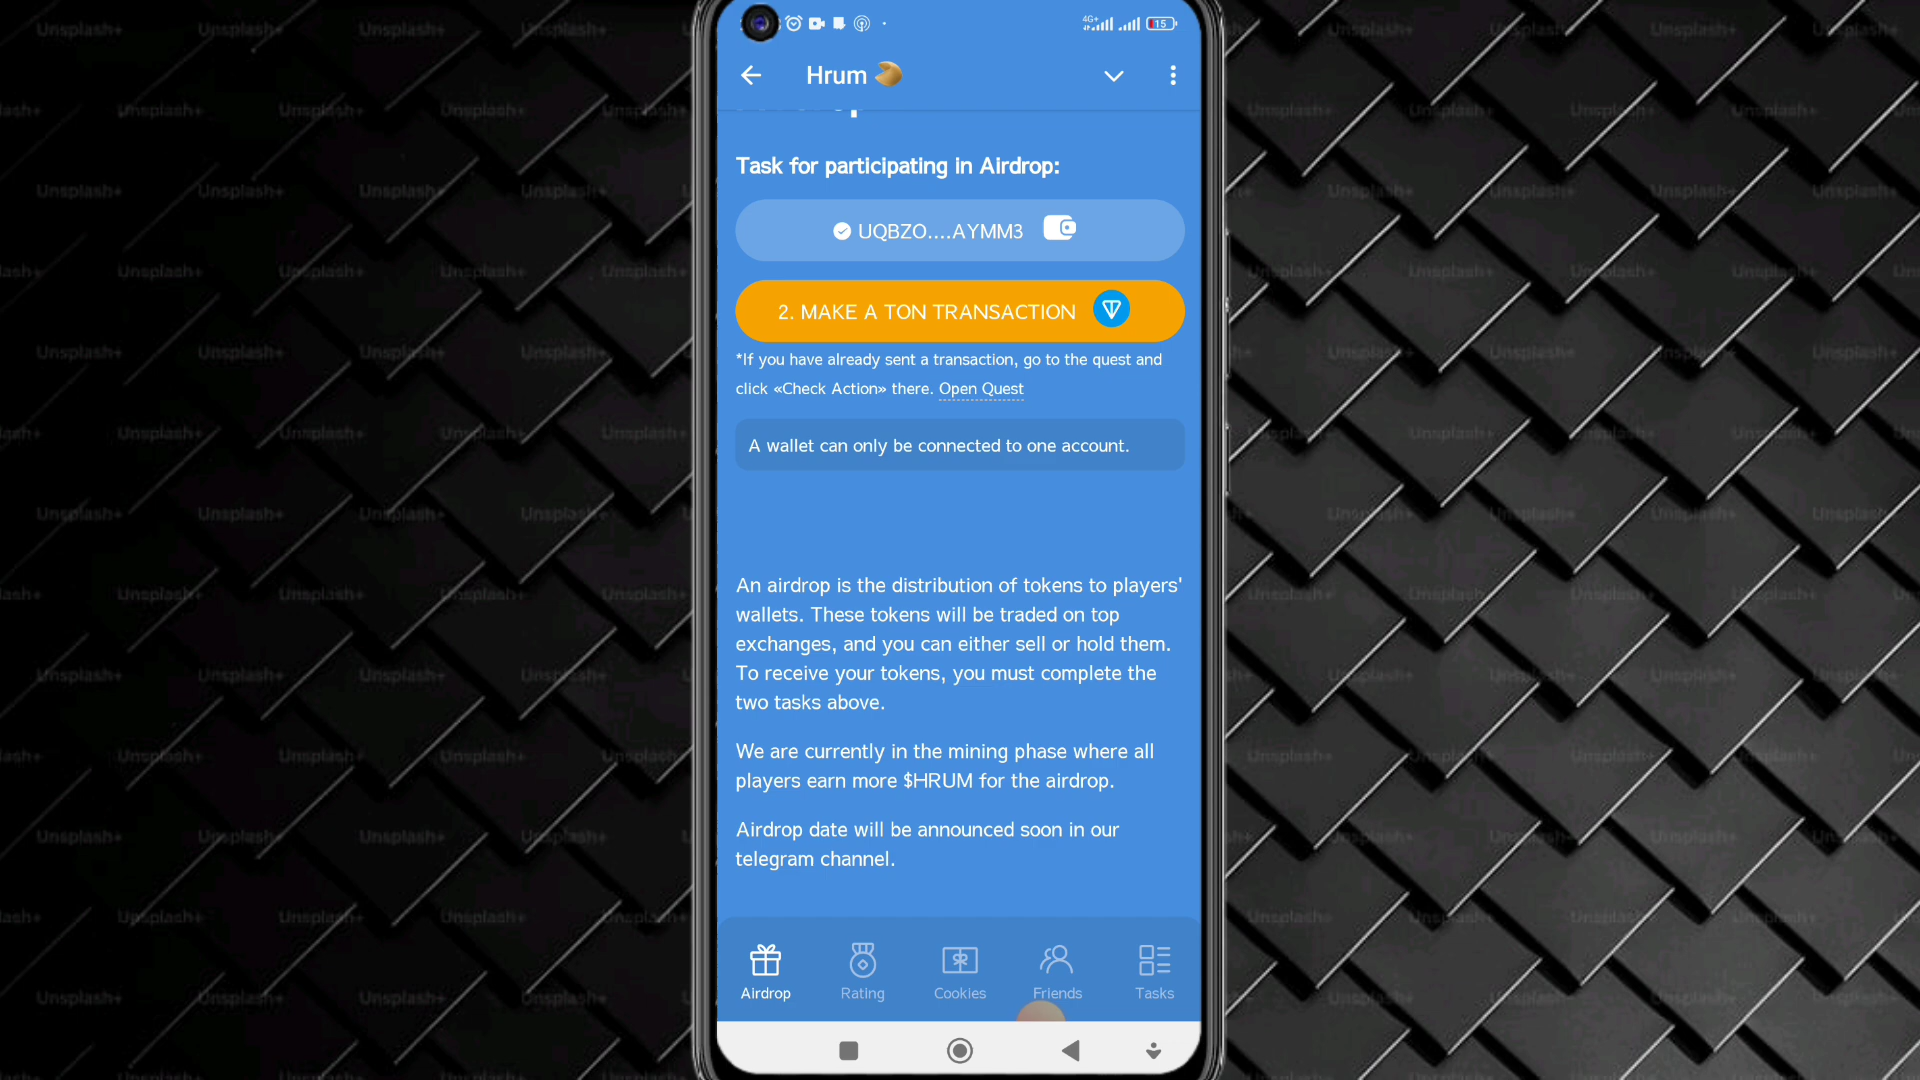 4G+
15
Hrum
Task for participating in Airdrop:
UQBZO....AYMM3
2. MAKE A TON TRANSACTION
*If you have already sent a transaction, go to the quest and
click «Check Action» there. Open Quest
A wallet can only be connected to one account.
An airdrop is the distribution of tokens to players'
wallets. These tokens will be traded on top
exchanges, and you can either sell or hold them.
To receive your tokens, you must complete the
two tasks above.
We are currently in the mining phase where all
players earn more $HRUM for the airdrop.
Airdrop date will be announced soon in our
telegram channel.
Airdrop Rating Cookies Friends Tasks
Unsplash+